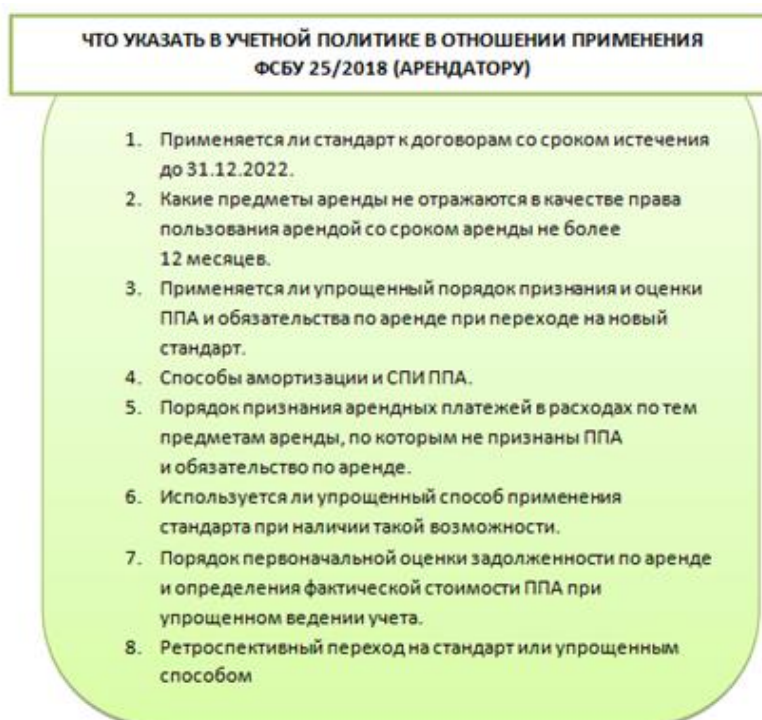 ЧТО УКАЗАТЬ В УЧЕТНОЙ ПОЛИТИКЕ В ОТНОШЕНИИ ПРИМЕНЕНИЯ
ФСБУ 25/2018 (АРЕНДАТОРУ)
1. Применяется ли стандарт к договорам со сроком истечения
до 31.12.2022.
2. Какие предметы аренды не отражаются в качестве права
пользования арендой со сроком аренды не более
12 месяцев.
3. Применяется ли упрощенный порядок признания и оценки
ППА и обязательства по аренде при переходе на новый
стандарт.
4. Способы амортизации и СПИ ППА.
5. Порядок признания арендных платежей в расходах по тем
предметам аренды, по которым не признаны ППА
и обязательство по аренде.
6. Используется ли упрощенный способ применения
стандарта при наличии такой возможности.
7. Порядок первоначальной оценки задолженности по аренде
и определения фактической стоимости ППА при
упрощенном ведении учета.
8. Ретроспективный переход на стандарт или упрощенным
способом